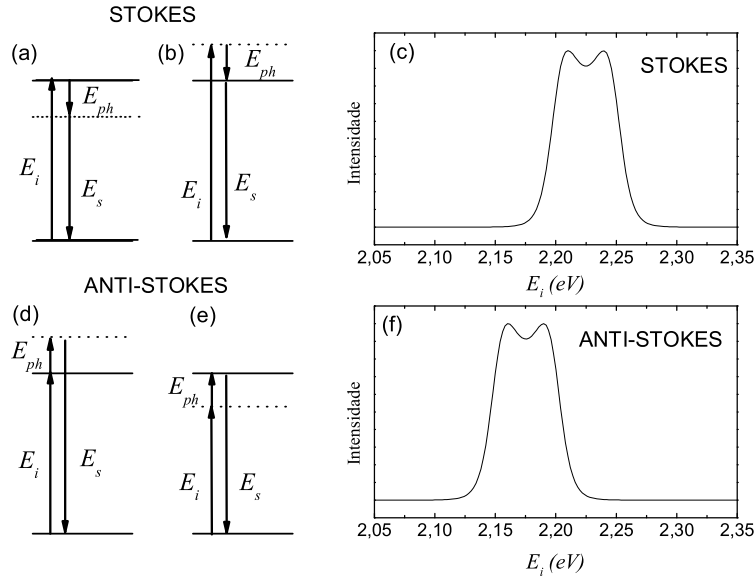 STOKES
(a)
(b)
E_ph
E_i
E_s
E_ph
E_i
E_s
(c)
STOKES
Intensidade
2,05 2,10 2,15 2,20 2,25 2,30 2,35
E_i (eV)
ANTI-STOKES
(d)
(e)
E_ph
E_i
E_s
E_ph
E_i
E_s
(f)
ANTI-STOKES
Intensidade
2,05 2,10 2,15 2,20 2,25 2,30 2,35
E_i (eV)